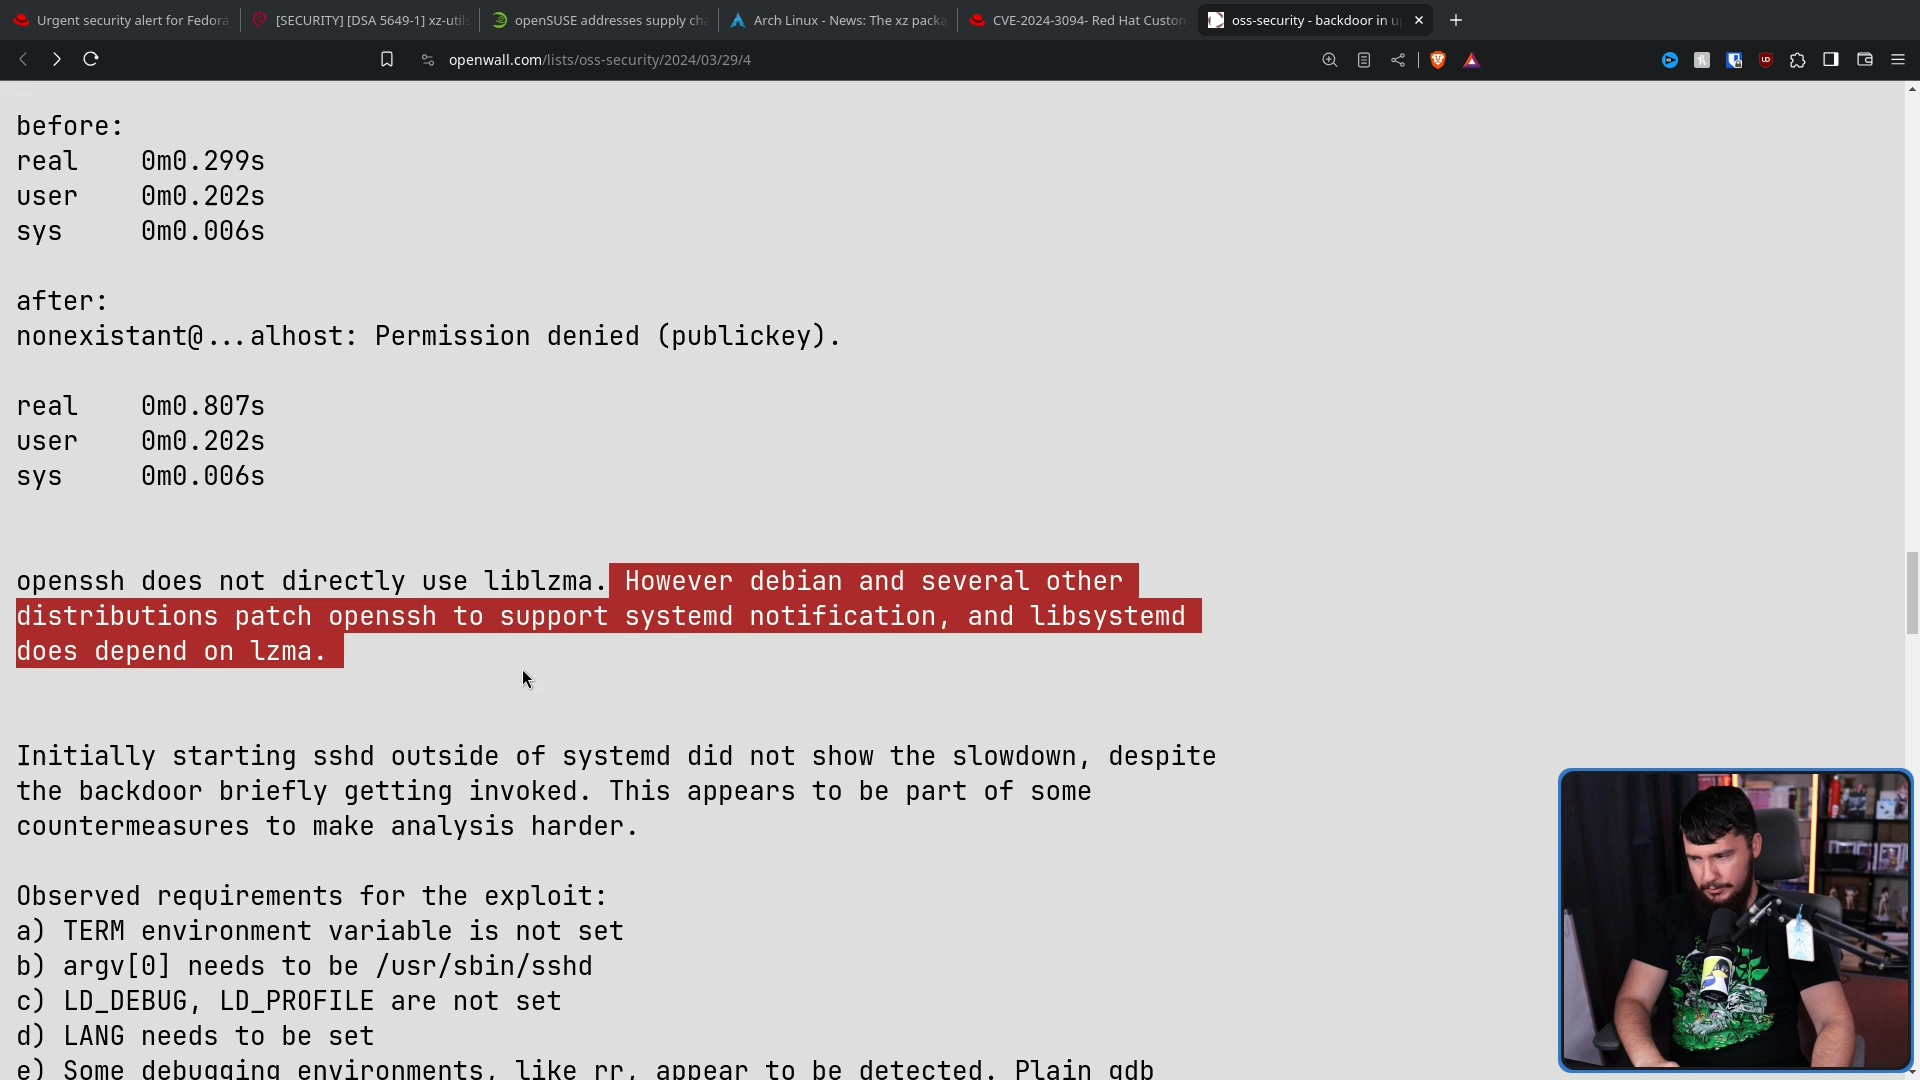 Urgent security alert for Fedora
[SECURITY] [DSA 5649-1] xz-utils
openSUSE addresses supply cha
Arch Linux - News: The xz packa
CVE-2024-3094- Red Hat Custom
oss-security - backdoor in u
openwall.com/lists/oss-security/2024/03/29/4
before:
real 0m0.299s
user 0m0.202s
sys 0m0.006s
after:
nonexistant@...alhost: Permission denied (publickey).
real 0m0.807s
user 0m0.202s
sys 0m0.006s
openssh does not directly use liblzma. However debian and several other
distributions patch openssh to support systemd notification, and libsystemd
does depend on lzma.
Initially starting sshd outside of systemd did not show the slowdown, despite
the backdoor briefly getting invoked. This appears to be part of some
countermeasures to make analysis harder.
Observed requirements for the exploit:
a) TERM environment variable is not set
b) argv[0] needs to be /usr/sbin/sshd
c) LD_DEBUG, LD_PROFILE are not set
d) LANG needs to be set
e) Some debugging environments, like rr, appear to be detected. Plain gdb